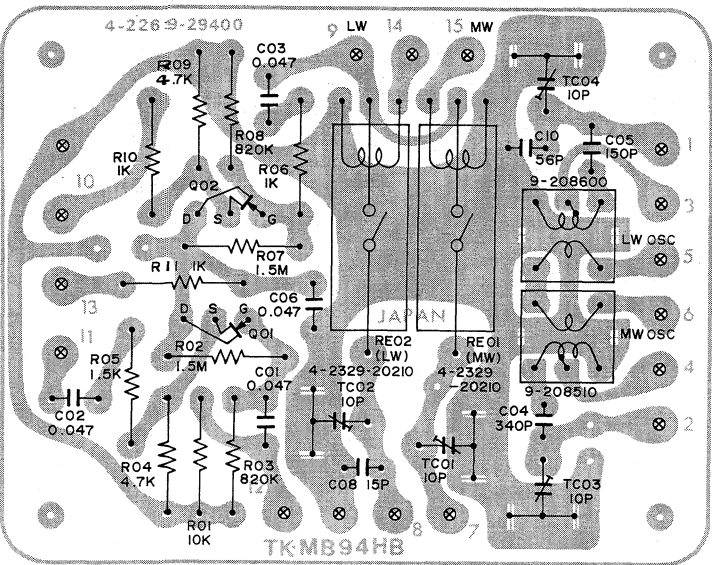 4-226 9-29400
9 LW 14 15 MW
R09
4.7K
C03
0.047
TC04
10P
R08
820K
R10
1K
R06
1K
C10
56P
C05
150P
1
10
Q02
D S G
9-208600
3
R07
1.5M
LW OSC
5
R11 1K
13
C06
0.047
D S G
Q01
JAPAN
6
11
R02
1.5M
RE02
(LW)
RE01
(MW)
MW OSC
R05
1.5K
C01
0.047
4-2329-20210
4-2329
-20210
4
TC02
10P
9-208510
C02
0.047
C04
340P
2
R04
4.7K
R03
820K
12
C08 15P
TC01
10P
TC03
10P
R01
10K
8
7
TK-MB94HB